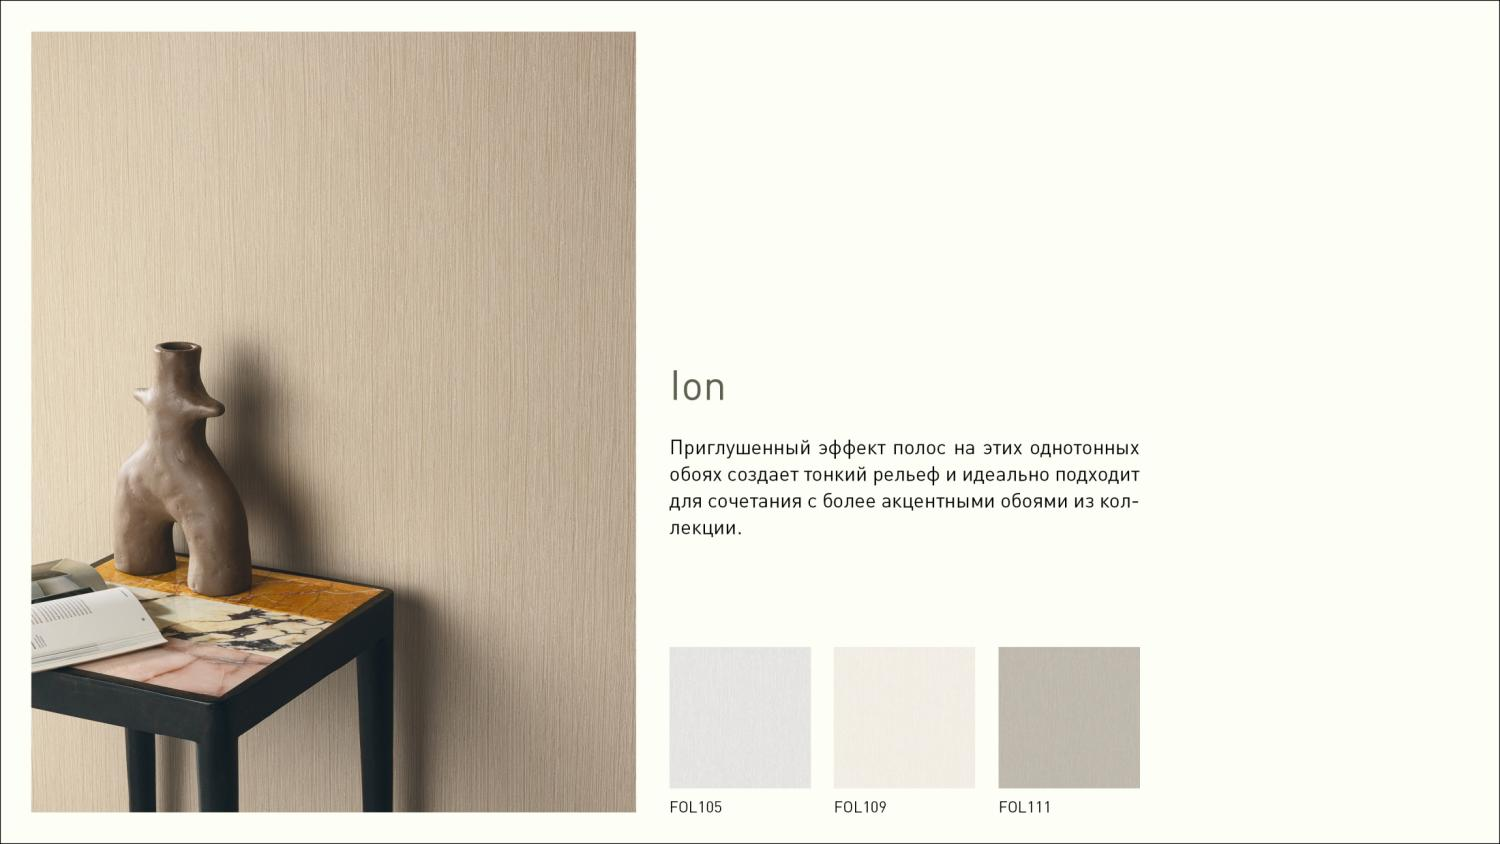 Ion
Приглушенный эффект полос на этих однотонных
обоях создает тонкий рельеф и идеально подходит
для сочетания с более акцентными обоями из кол-
лекции.
FOL105
FOL109
FOL111